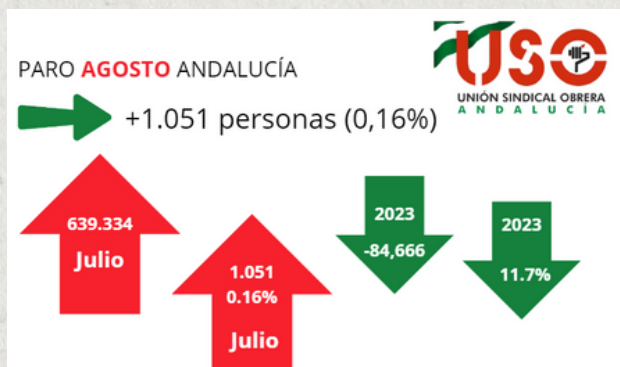 PARO AGOSTO ANDALUCÍA
+1.051 personas (0,16%)
USO
UNIÓN SINDICAL OBRERA
ANDALUCÍA
639.334
Julio
1.051
0.16%
Julio
2023
-84,666
2023
11.7%